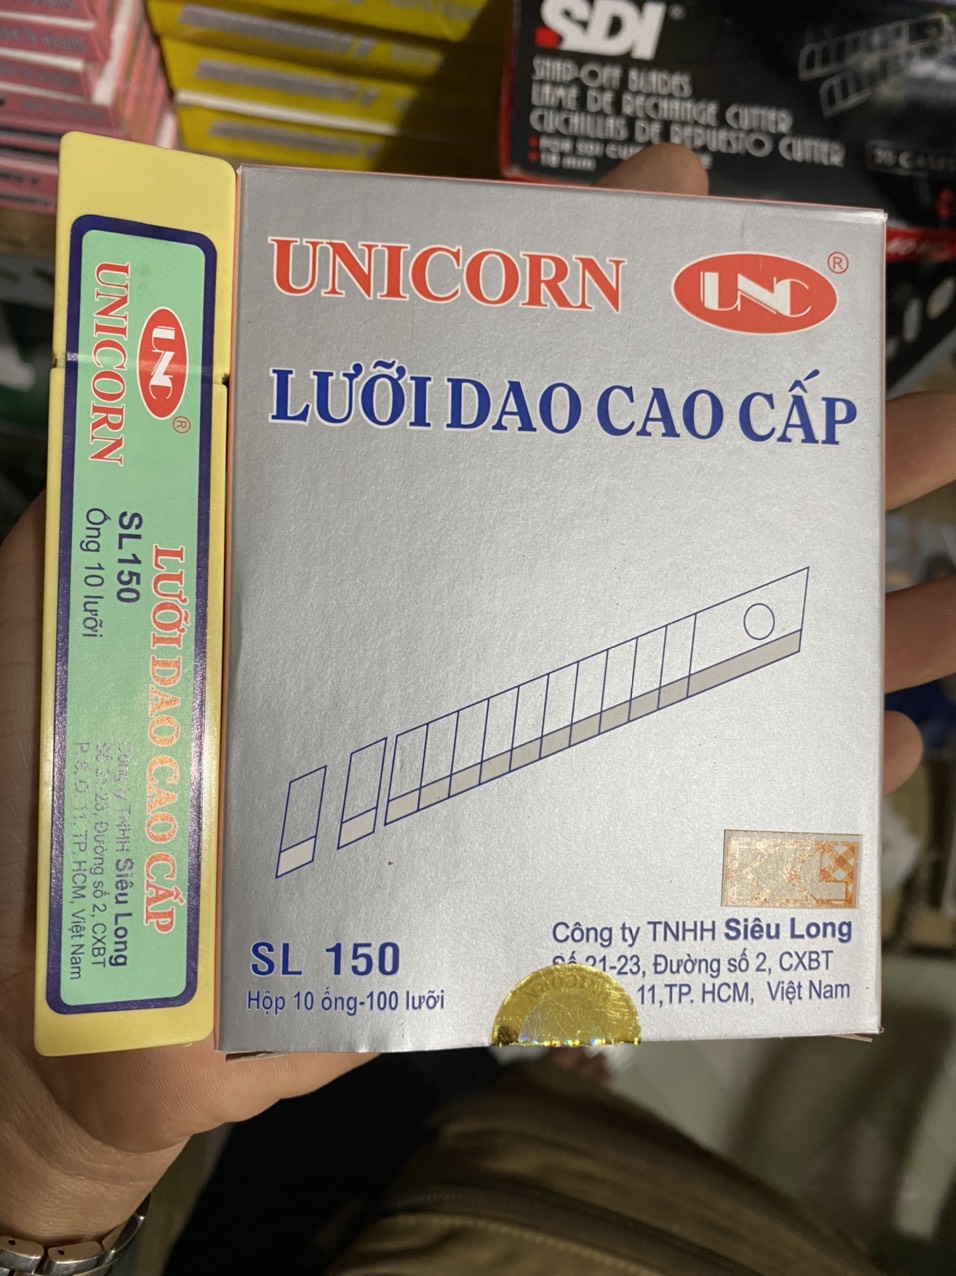 SDI®
SNAP-OFF BLADES
LAME DE RECHANGE CUTTER
CUCHILLAS DE REPUESTO CUTTER
18 mm
UNICORN
UNC ®
LƯỠI DAO CAO CẤP
SL 150
Hộp 10 ống-100 lưỡi
Công ty TNHH Siêu Long
21-23, Đường số 2, CXBT
11,TP. HCM, Việt Nam
UNC ®
UNICORN
LƯỠI DAO CAO CẤP
SL150
Ống 10 lưỡi
Công ty TNHH Siêu Long
Số 21-23, Đường số 2, CXBT
P. 8, Q. 11, TP. HCM, Việt Nam